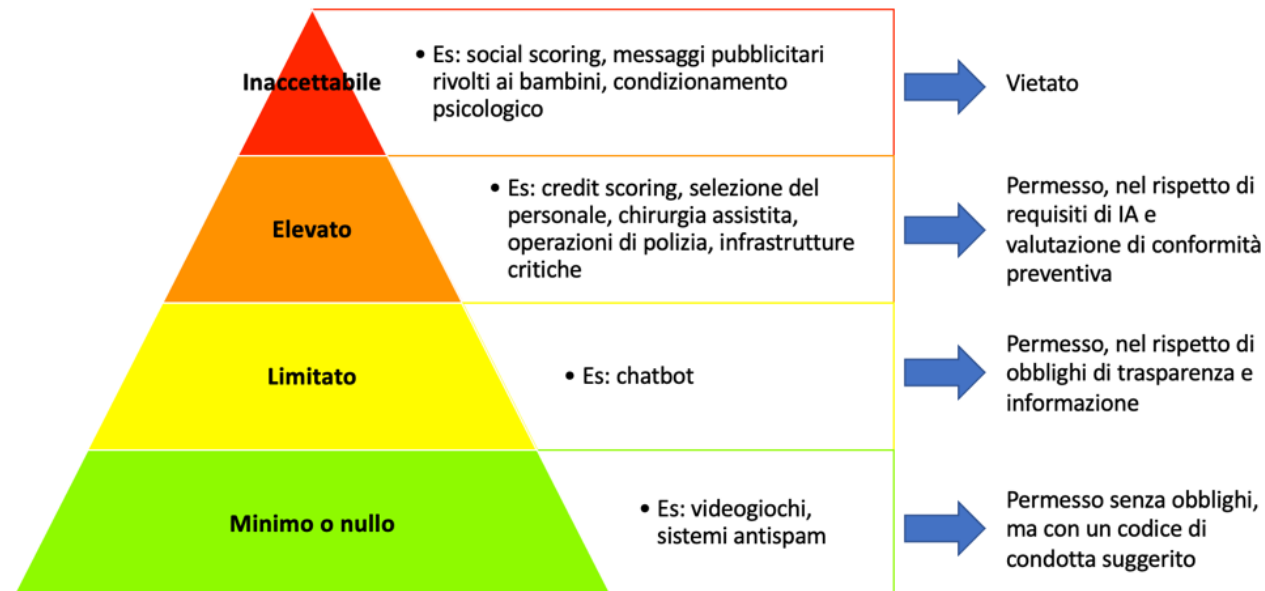 Inaccettabile
• Es: social scoring, messaggi pubblicitari
rivolti ai bambini, condizionamento
psicologico
Vietato
Elevato
• Es: credit scoring, selezione del
personale, chirurgia assistita,
operazioni di polizia, infrastrutture
critiche
Permesso, nel rispetto di
requisiti di IA e
valutazione di conformità
preventiva
Limitato
• Es: chatbot
Permesso, nel rispetto di
obblighi di trasparenza e
informazione
Minimo o nullo
• Es: videogiochi,
sistemi antispam
Permesso senza obblighi,
ma con un codice di
condotta suggerito